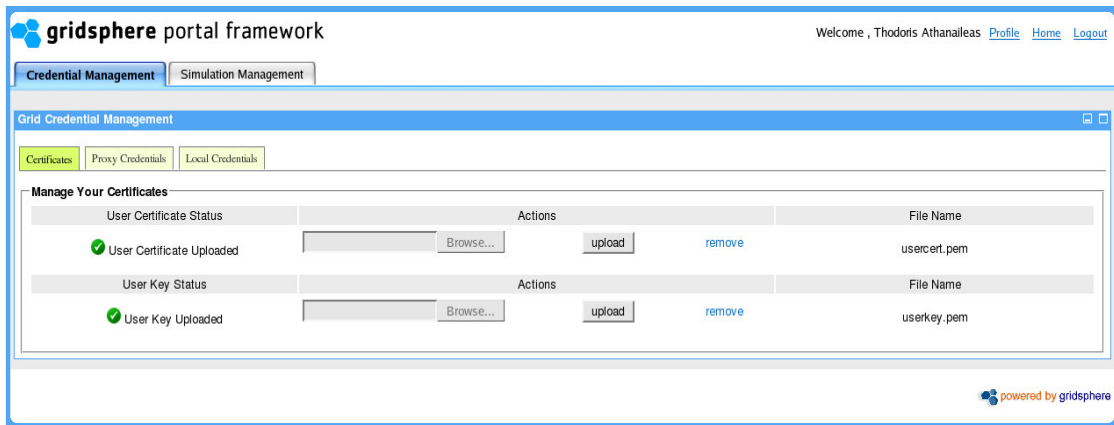 gridsphere portal framework
Welcome , Thodoris Athanaileas Profile Home Logout
Credential Management Simulation Management
Grid Credential Management
Certificates Proxy Credentials Local Credentials
Manage Your Certificates
User Certificate Status Actions File Name
User Certificate Uploaded Browse... upload remove usercert.pem
User Key Status Actions File Name
User Key Uploaded Browse... upload remove userkey.pem
powered by gridsphere